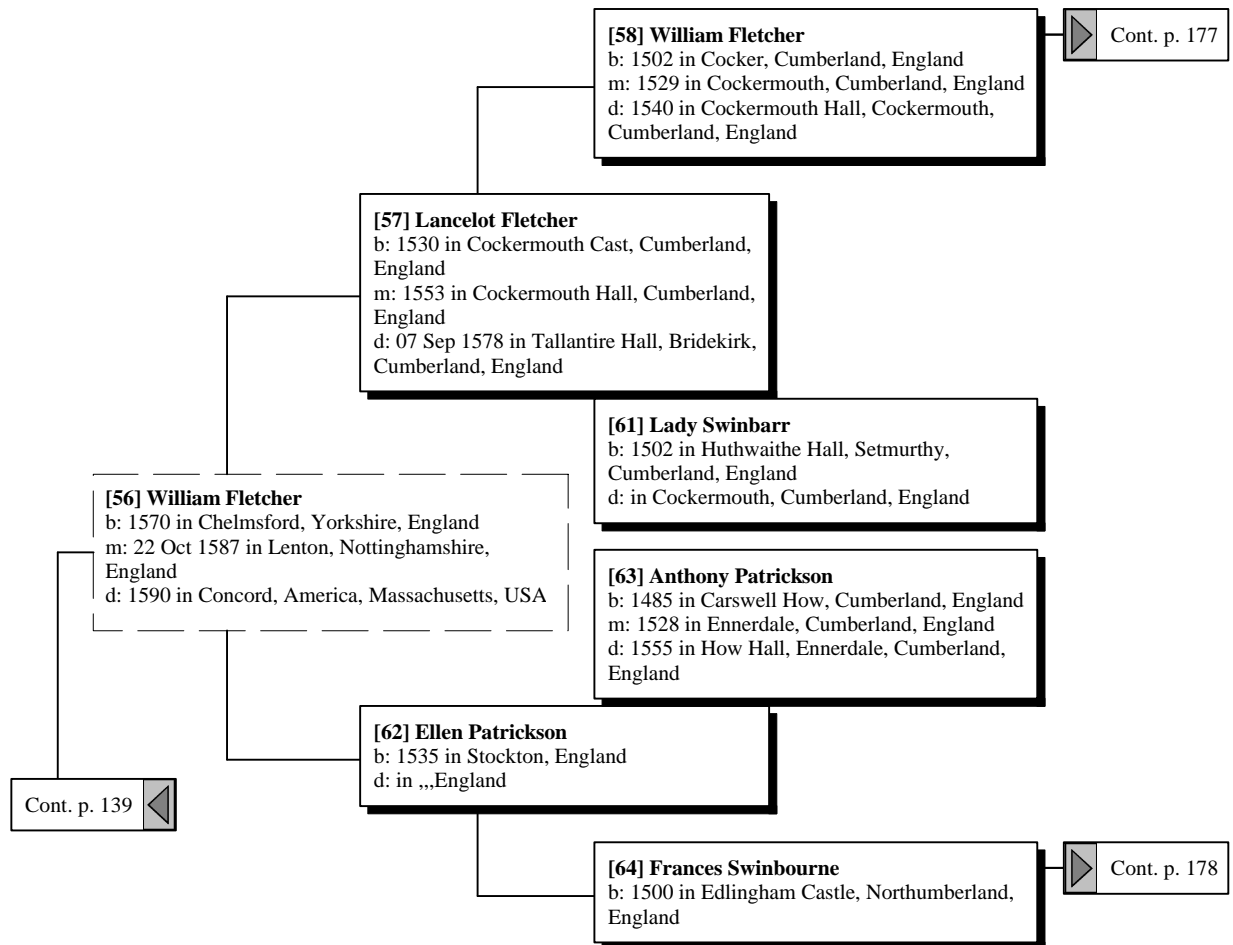 [58] William Fletcher
b: 1502 in Cocker, Cumberland, England
m: 1529 in Cockermouth, Cumberland, England
d: 1540 in Cockermouth Hall, Cockermouth,
Cumberland, England
Cont. p. 177
[57] Lancelot Fletcher
b: 1530 in Cockermouth Cast, Cumberland,
England
m: 1553 in Cockermouth Hall, Cumberland,
England
d: 07 Sep 1578 in Tallantire Hall, Bridekirk,
Cumberland, England
[61] Lady Swinbarr
b: 1502 in Huthwaithe Hall, Setmurthy,
Cumberland, England
d: in Cockermouth, Cumberland, England
[56] William Fletcher
b: 1570 in Chelmsford, Yorkshire, England
m: 22 Oct 1587 in Lenton, Nottinghamshire,
England
d: 1590 in Concord, America, Massachusetts, USA
[63] Anthony Patrickson
b: 1485 in Carswell How, Cumberland, England
m: 1528 in Ennerdale, Cumberland, England
d: 1555 in How Hall, Ennerdale, Cumberland,
England
[62] Ellen Patrickson
b: 1535 in Stockton, England
d: in ,,,England
Cont. p. 139
[64] Frances Swinbourne
b: 1500 in Edlingham Castle, Northumberland,
England
Cont. p. 178